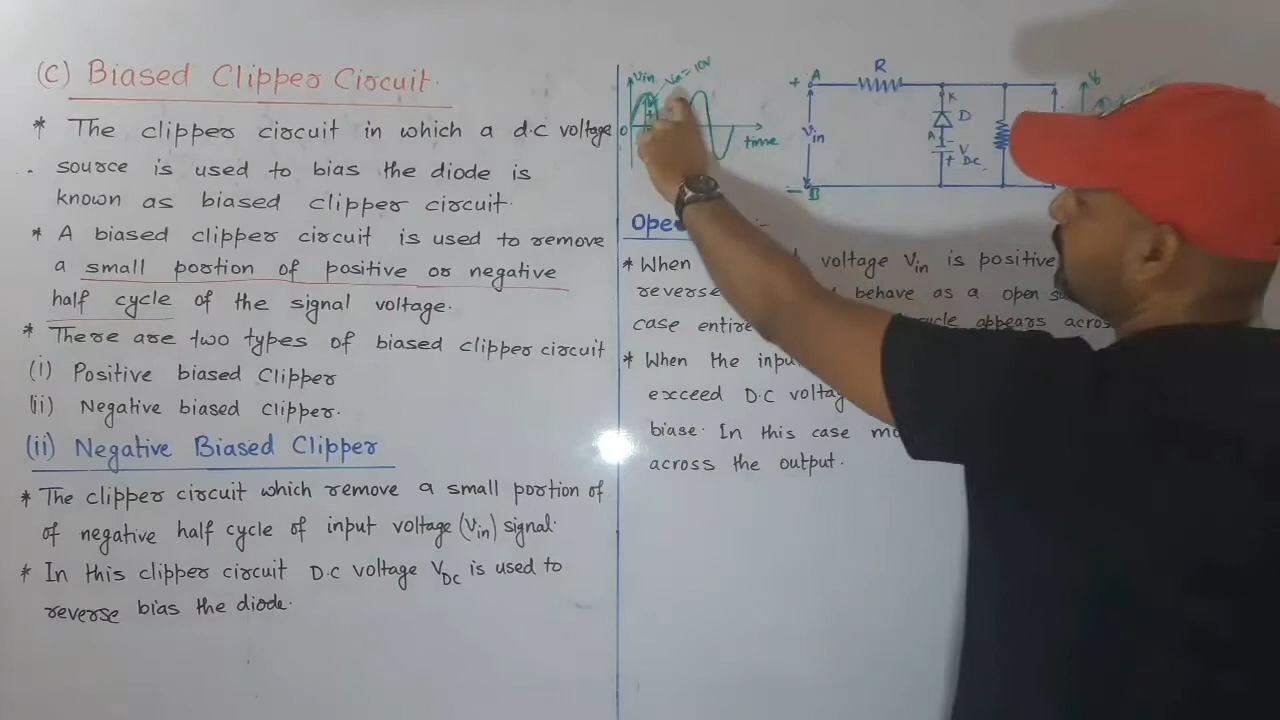 (C) Biased Clipper Circuit.
* The clipper circuit in which a d.c voltage
source is used to bias the diode is
known as biased clipper circuit.
* A biased clipper circuit is used to remove
a small portion of positive or negative
half cycle of the signal voltage.
* There are two types of biased clipper circuit
(i) Positive biased Clipper
(ii) Negative biased Clipper.
(ii) Negative Biased Clipper
* The clipper circuit which remove a small portion of
of negative half cycle of input voltage (Vin) signal.
* In this clipper circuit D.C voltage VDC is used to
reverse bias the diode.
Vin
= 10V
0
time
+ A
R
Vin
K
D
A
- V
+ DC
- B
* When voltage Vin is positive
reverse behave as a open
case entire appears
* When the
exceed D.C
biase. In this case
across the output.